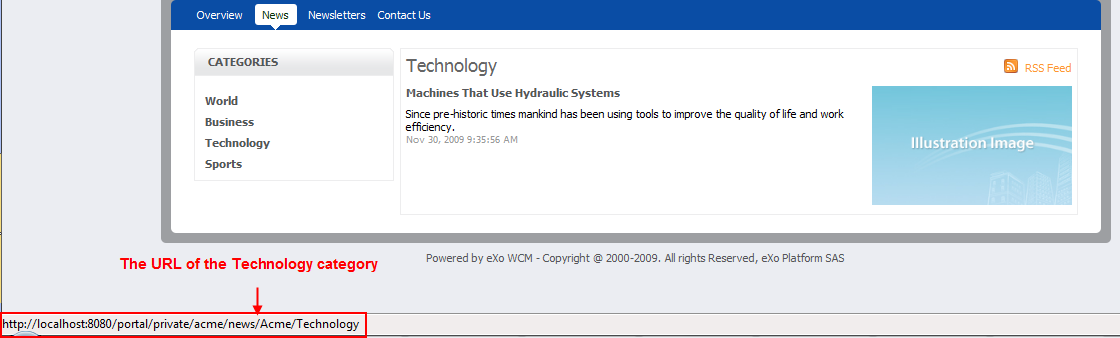 Overview News Newsletters Contact Us
CATEGORIES
World
Business
Technology
Sports
Technology
RSS Feed
Machines That Use Hydraulic Systems
Since pre-historic times mankind has been using tools to improve the quality of life and work
efficiency.
Nov 30, 2009 9:35:56 AM
Illustration Image
Powered by eXo WCM - Copyright @ 2000-2009. All rights Reserved, eXo Platform SAS
The URL of the Technology category
http://localhost:8080/portal/private/acme/news/Acme/Technology